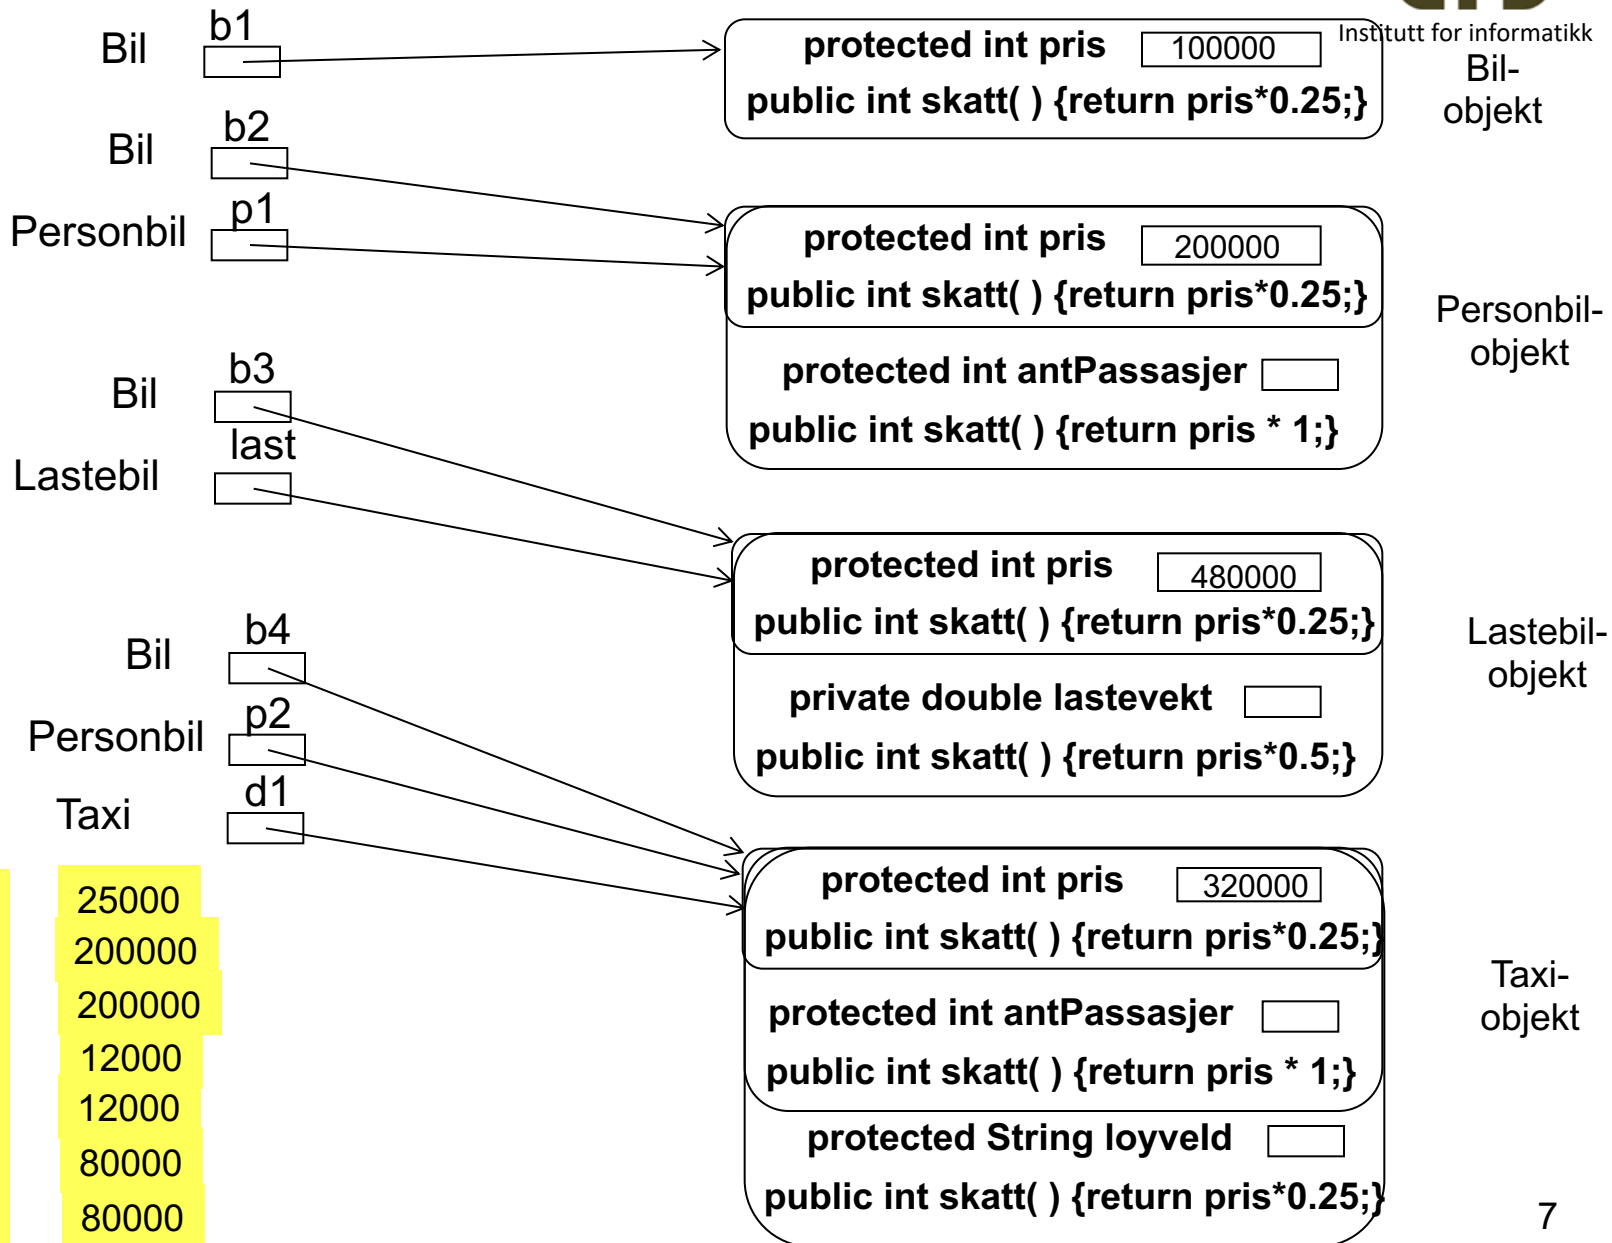 Institutt for informatikk
Bil
b1
protected int pris 100000
public int skatt( ) {return pris*0.25;}
Bil-
objekt
Bil
b2
Personbil
p1
protected int pris 200000
public int skatt( ) {return pris*0.25;}
protected int antPassasjer
public int skatt( ) {return pris * 1;}
Personbil-
objekt
Bil
b3
Lastebil
last
protected int pris 480000
public int skatt( ) {return pris*0.25;}
private double lastevekt
public int skatt( ) {return pris*0.5;}
Lastebil-
objekt
Bil
b4
Personbil
p2
Taxi
d1
protected int pris 320000
public int skatt( ) {return pris*0.25;}
protected int antPassasjer
public int skatt( ) {return pris * 1;}
protected String loyveId
public int skatt( ) {return pris*0.25;}
Taxi-
objekt
25000
200000
200000
12000
12000
80000
80000
7